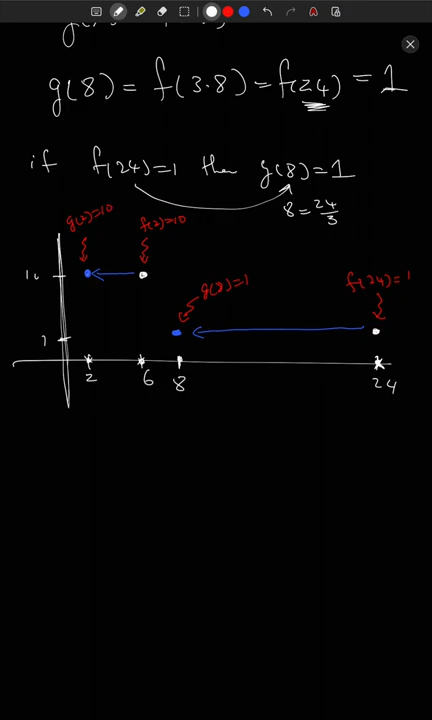 g(8) = f(3·8) = f(24) = 1
if f(24)=1 then g(8)=1
8 = 24/3
g(2)=10 f(2)=10
g(8)=1 f(24)=1
10
1
2 6 8 24